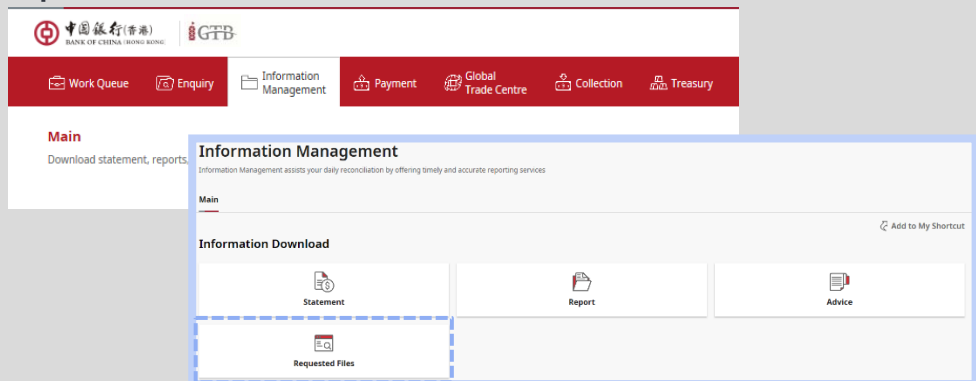 中国銀行(香港)
BANK OF CHINA (HONG KONG)
iGTB
Work Queue
Enquiry
Information
Management
Payment
Global
Trade Centre
Collection
Treasury
Main
Download statement, reports,
Information Management
Information Management assists your daily reconciliation by offering timely and accurate reporting services
Main
Add to My Shortcut
Information Download
Statement
Report
Advice
Requested Files